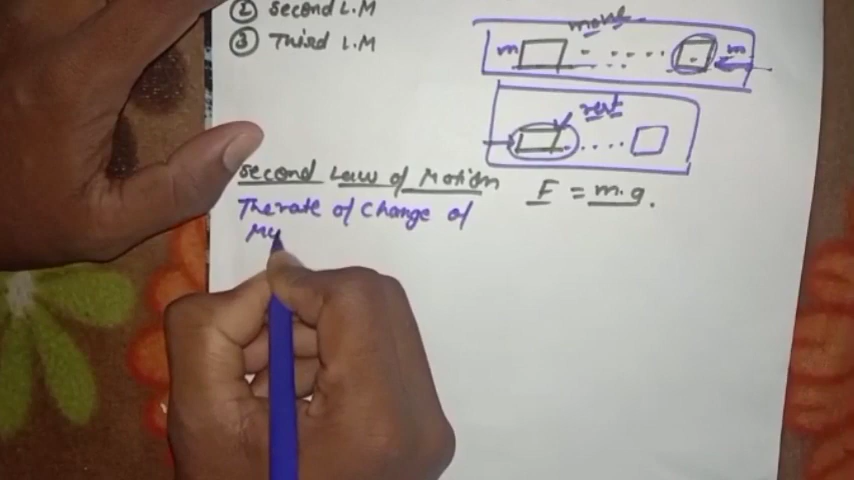 ② Second L.M
③ Third L.M
move
m
m
rest
Second Law of Motion
F = m.g.
The rate of Change of